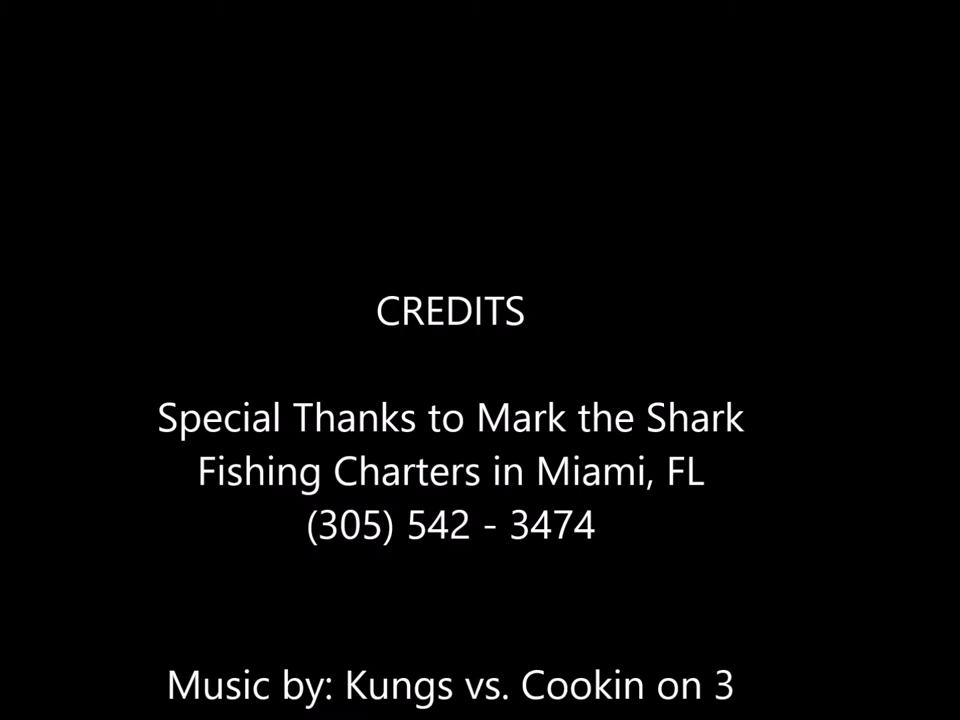 CREDITS
Special Thanks to Mark the Shark
Fishing Charters in Miami, FL
(305) 542 - 3474
Music by: Kungs vs. Cookin on 3